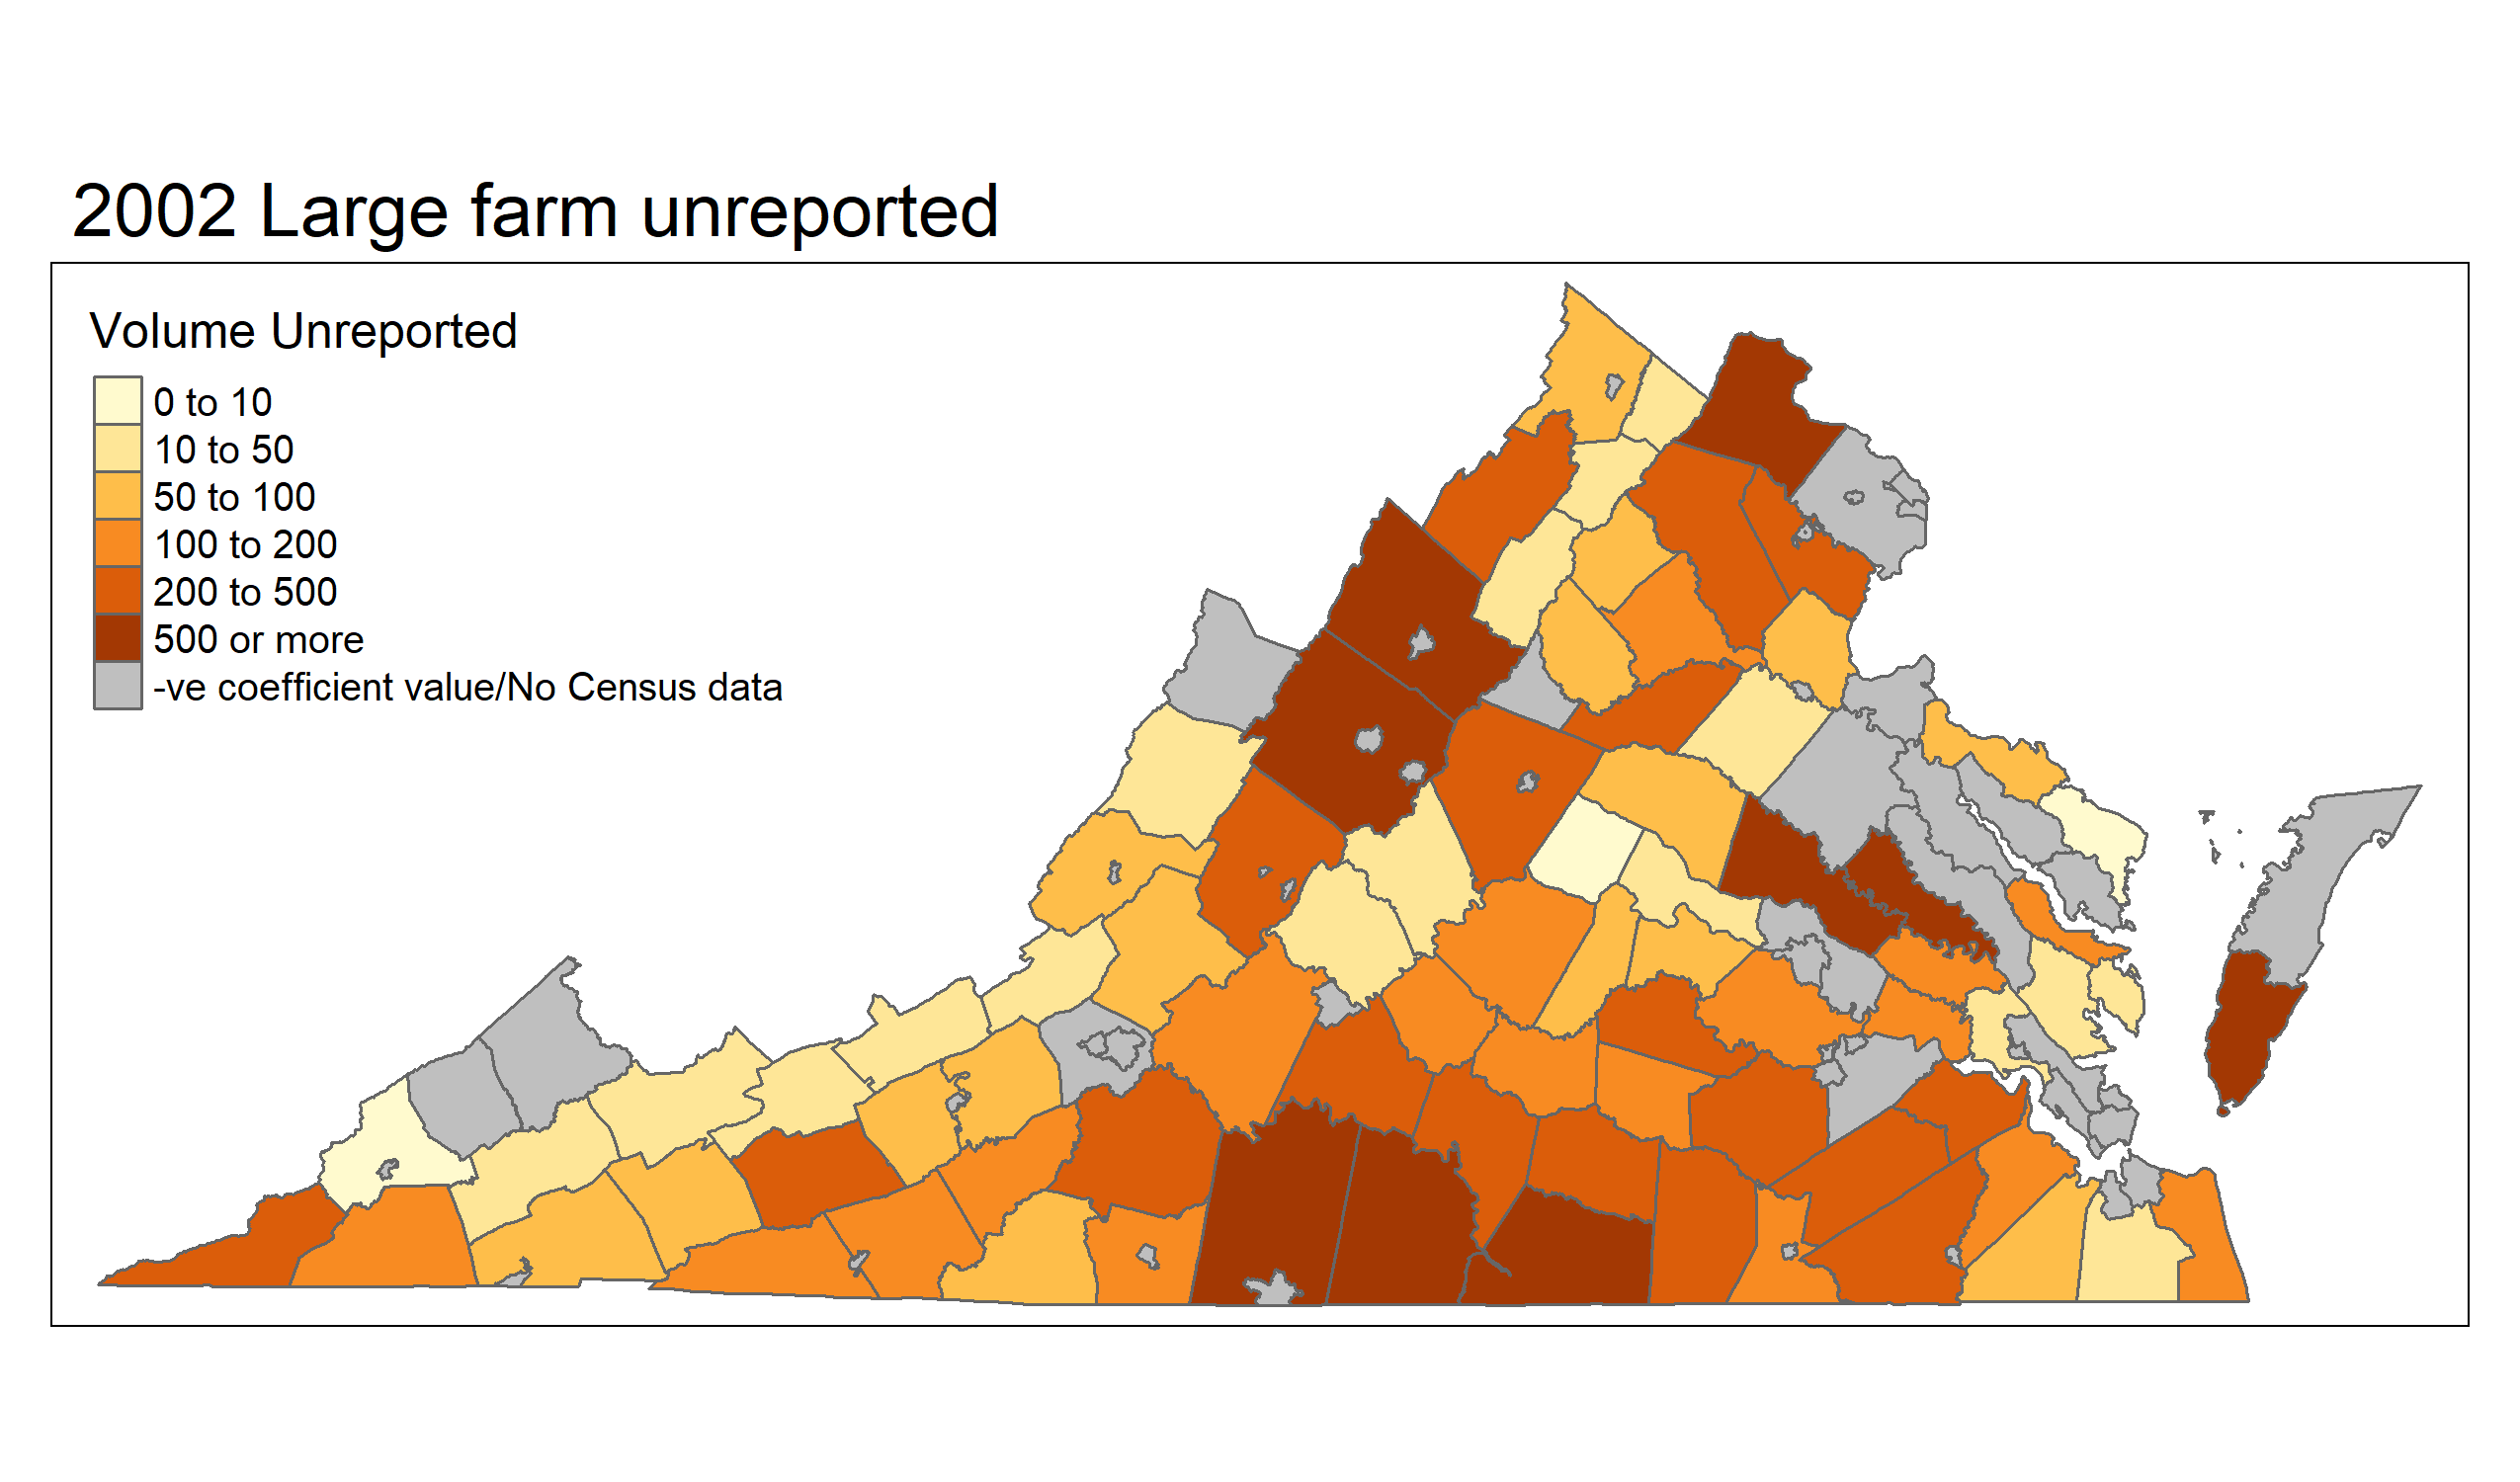 2002 Large farm unreported
Volume Unreported
0 to 10
10 to 50
50 to 100
100 to 200
200 to 500
500 or more
-ve coefficient value/No Census data